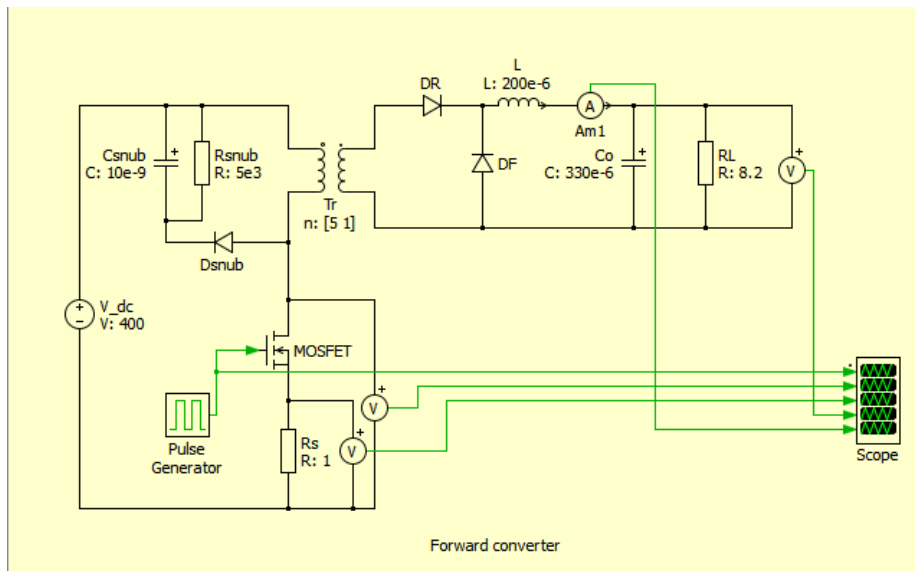 L
L: 200e-6
DR
A
Am1
Csnub
C: 10e-9
Rsnub
R: 5e3
DF
Co
C: 330e-6
RL
R: 8.2
V
Tr
n: [5 1]
Dsnub
V_dc
V: 400
MOSFET
Pulse
Generator
Rs
R: 1
V
V
Scope
Forward converter